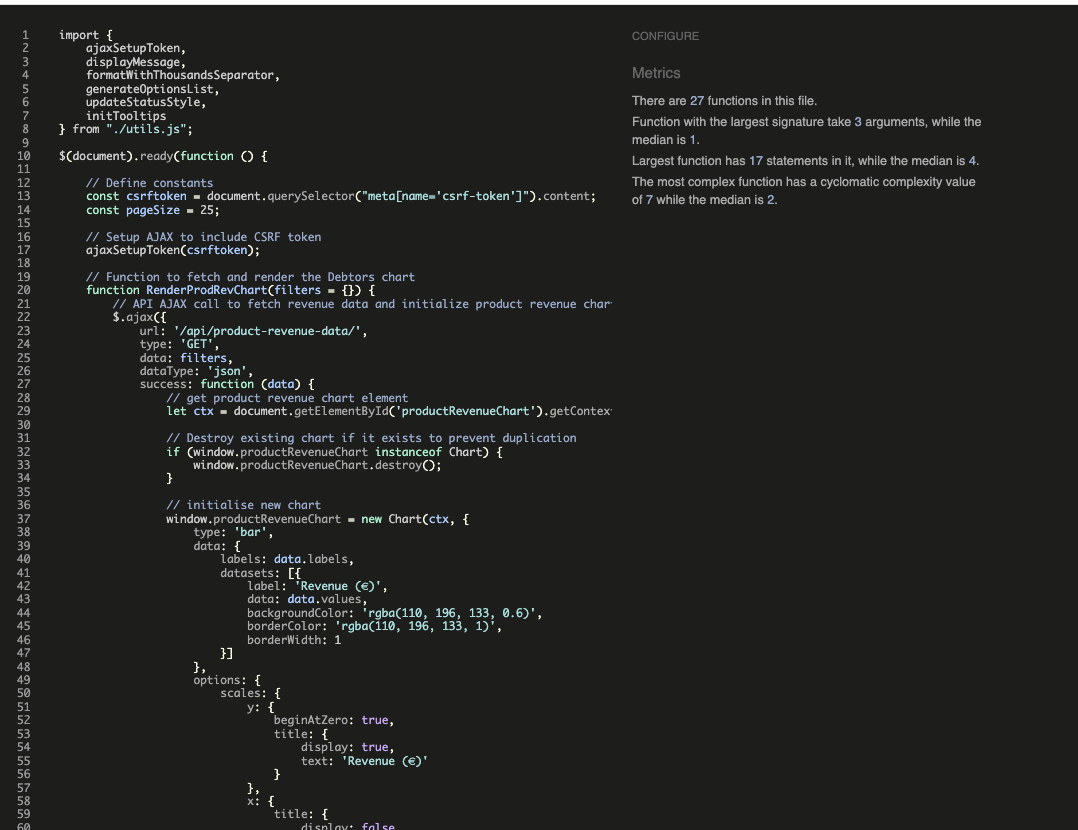 1 import {
2 ajaxSetupToken,
3 displayMessage,
4 formatWithThousandsSeparator,
5 generateOptionsList,
6 updateStatusStyle,
7 initTooltips
8 } from "./utils.js";
9
10 $(document).ready(function () {
11
12 // Define constants
13 const csrftoken = document.querySelector("meta[name='csrf-token']").content;
14 const pageSize = 25;
15
16 // Setup AJAX to include CSRF token
17 ajaxSetupToken(csrftoken);
18
19 // Function to fetch and render the Debtors chart
20 function RenderProdRevChart(filters = {}) {
21 // API AJAX call to fetch revenue data and initialize product revenue char
22 $.ajax({
23 url: '/api/product-revenue-data/',
24 type: 'GET',
25 data: filters,
26 dataType: 'json',
27 success: function (data) {
28 // get product revenue chart element
29 let ctx = document.getElementById('productRevenueChart').getContex
30
31 // Destroy existing chart if it exists to prevent duplication
32 if (window.productRevenueChart instanceof Chart) {
33 window.productRevenueChart.destroy();
34 }
35
36 // initialise new chart
37 window.productRevenueChart = new Chart(ctx, {
38 type: 'bar',
39 data: {
40 labels: data.labels,
41 datasets: [{
42 label: 'Revenue (€)',
43 data: data.values,
44 backgroundColor: 'rgba(110, 196, 133, 0.6)',
45 borderColor: 'rgba(110, 196, 133, 1)',
46 borderWidth: 1
47 }]
48 },
49 options: {
50 scales: {
51 y: {
52 beginAtZero: true,
53 title: {
54 display: true,
55 text: 'Revenue (€)'
56 }
57 },
58 x: {
59 title: {
60 display: false
CONFIGURE
Metrics
There are 27 functions in this file.
Function with the largest signature take 3 arguments, while the
median is 1.
Largest function has 17 statements in it, while the median is 4.
The most complex function has a cyclomatic complexity value
of 7 while the median is 2.